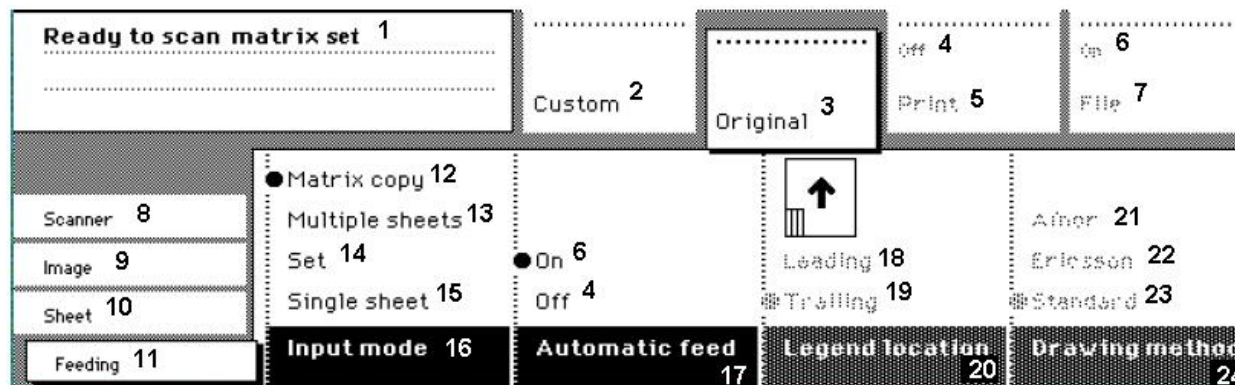 Ready to scan matrix set 1
Custom 2
Original 3
Off 4
Print 5
On 6
File 7
Scanner 8
Image 9
Sheet 10
Feeding 11
Matrix copy 12
Multiple sheets 13
Set 14
Single sheet 15
Input mode 16
On 6
Off 4
Automatic feed
17
Leading 18
Trailing 19
Legend location
20
Afnor 21
Ericsson 22
Standard 23
Drawing method
24